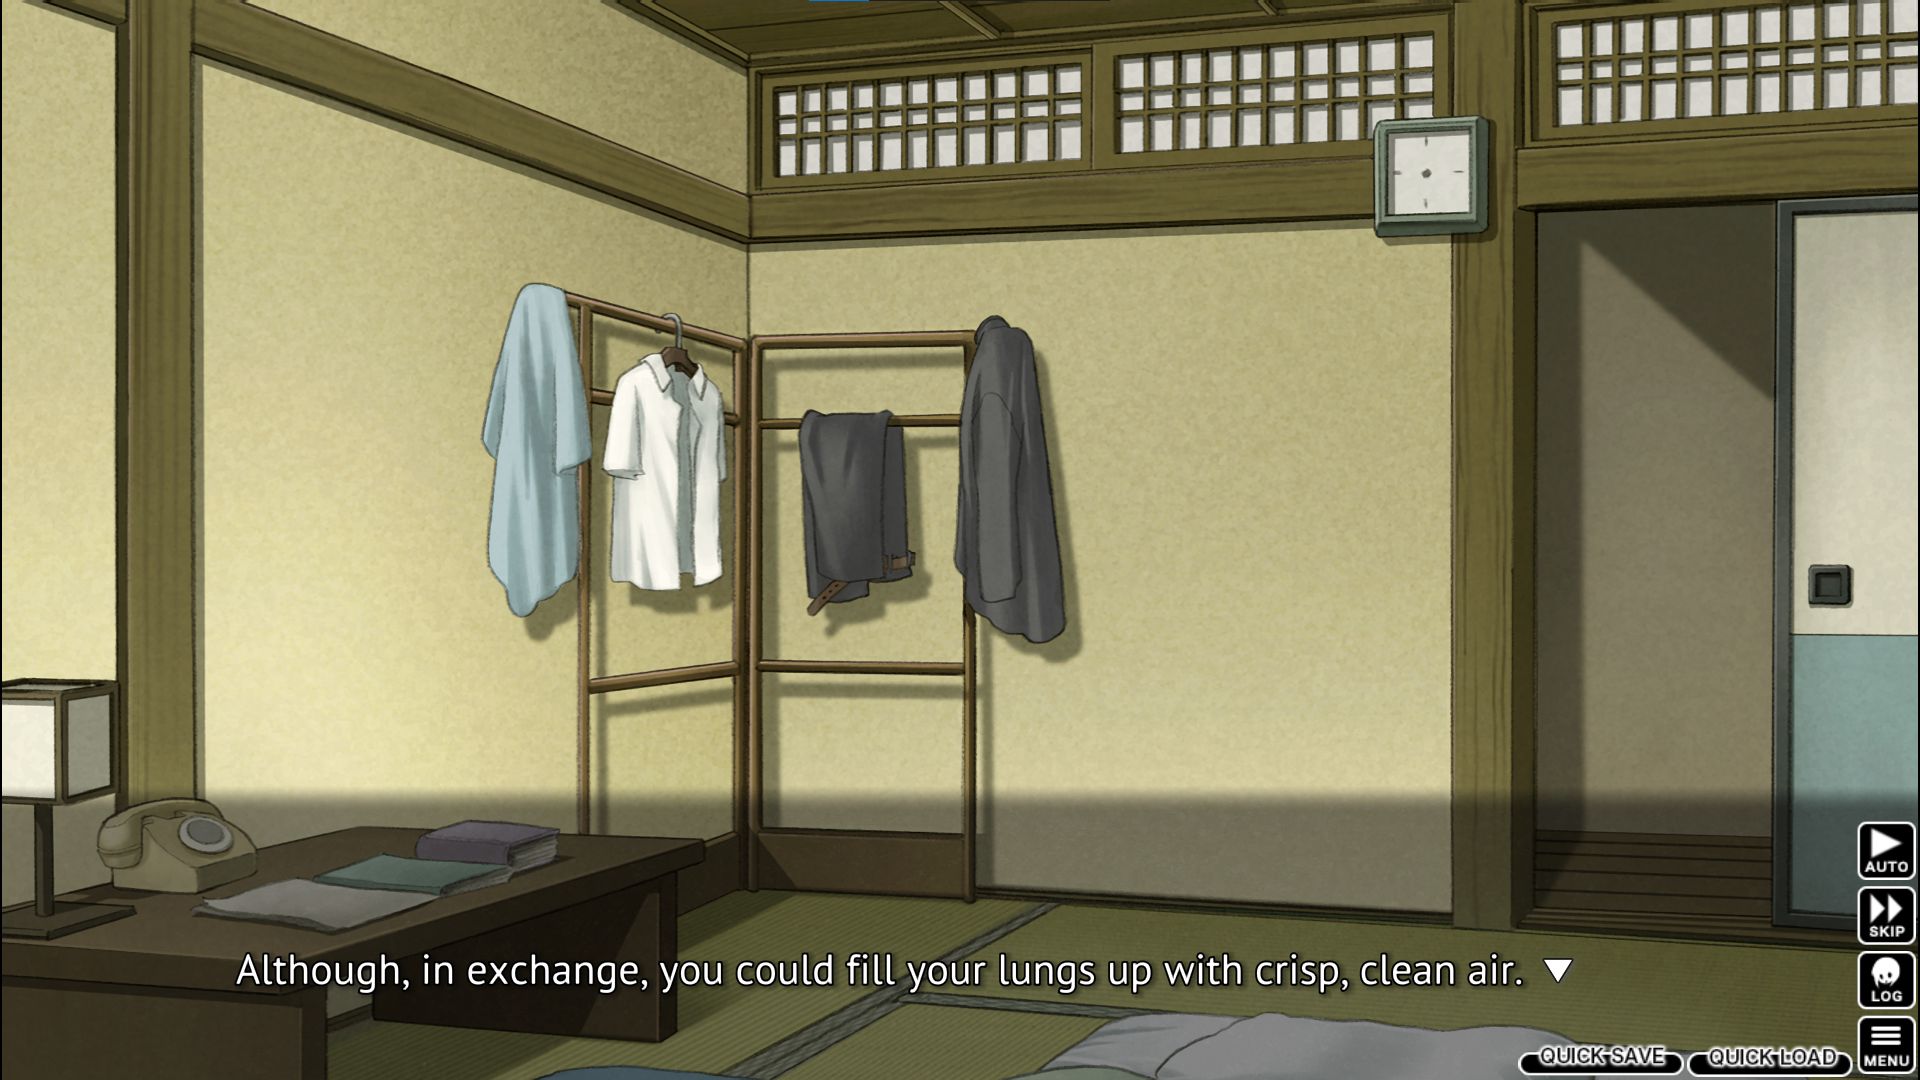 Although, in exchange, you could fill your lungs up with crisp, clean air.
AUTO
SKIP
LOG
MENU
QUICK SAVE
QUICK LOAD